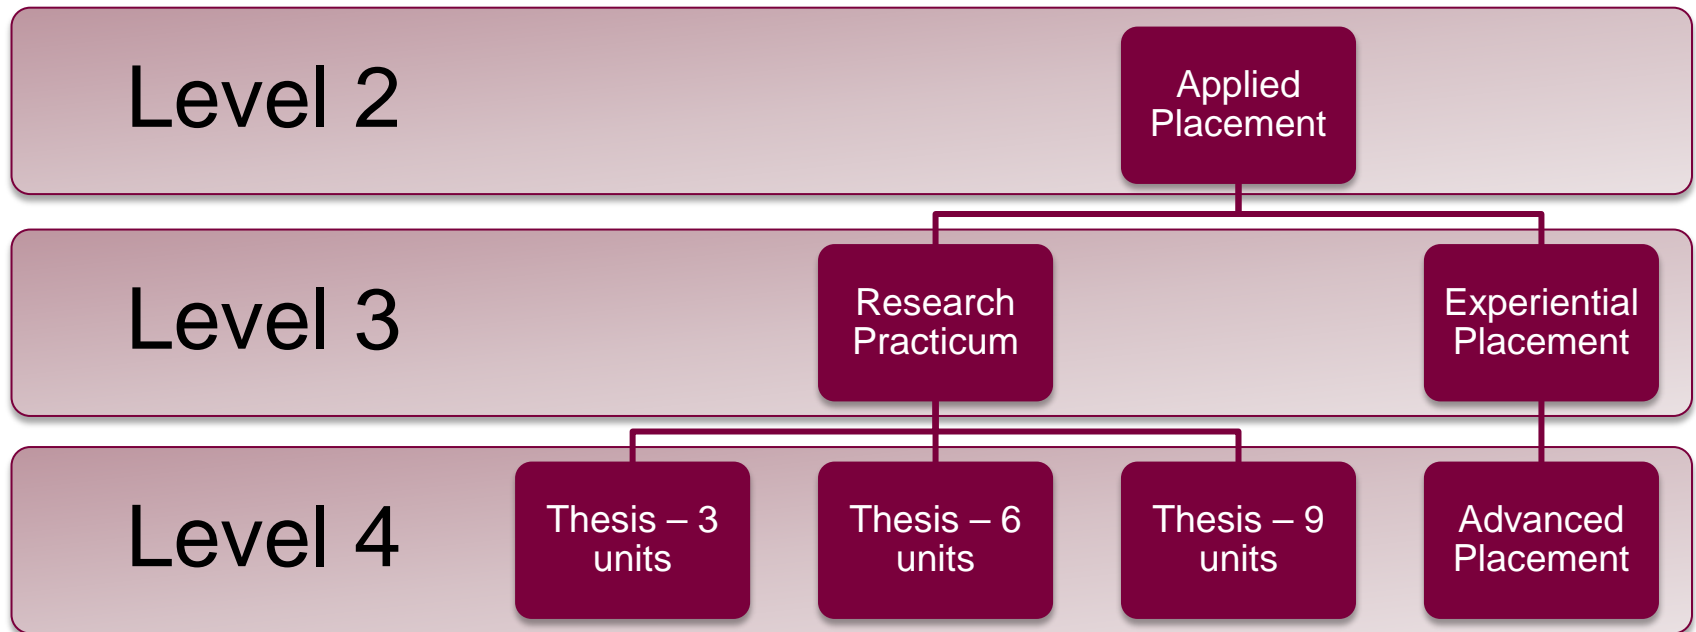 Level 2
Applied
Placement
Level 3
Research
Practicum
Experiential
Placement
Level 4
Thesis – 3
units
Thesis – 6
units
Thesis – 9
units
Advanced
Placement